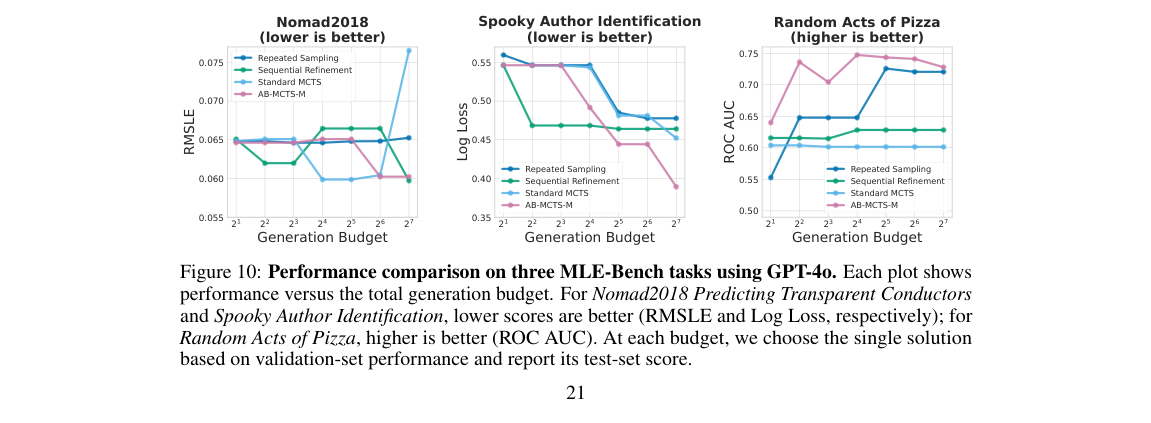 Nomad2018
(lower is better)
RMSLE
0.075
0.070
0.065
0.060
0.055
Repeated Sampling
Sequential Refinement
Standard MCTS
AB-MCTS-M
2^1 2^2 2^3 2^4 2^5 2^6 2^7
Generation Budget
Spooky Author Identification
(lower is better)
Log Loss
0.55
0.50
0.45
0.40
0.35
Repeated Sampling
Sequential Refinement
Standard MCTS
AB-MCTS-M
2^1 2^2 2^3 2^4 2^5 2^6 2^7
Generation Budget
Random Acts of Pizza
(higher is better)
ROC AUC
0.75
0.70
0.65
0.60
0.55
0.50
Repeated Sampling
Sequential Refinement
Standard MCTS
AB-MCTS-M
2^1 2^2 2^3 2^4 2^5 2^6 2^7
Generation Budget
Figure 10: Performance comparison on three MLE-Bench tasks using GPT-4o. Each plot shows
performance versus the total generation budget. For Nomad2018 Predicting Transparent Conductors
and Spooky Author Identification, lower scores are better (RMSLE and Log Loss, respectively); for
Random Acts of Pizza, higher is better (ROC AUC). At each budget, we choose the single solution
based on validation-set performance and report its test-set score.
21